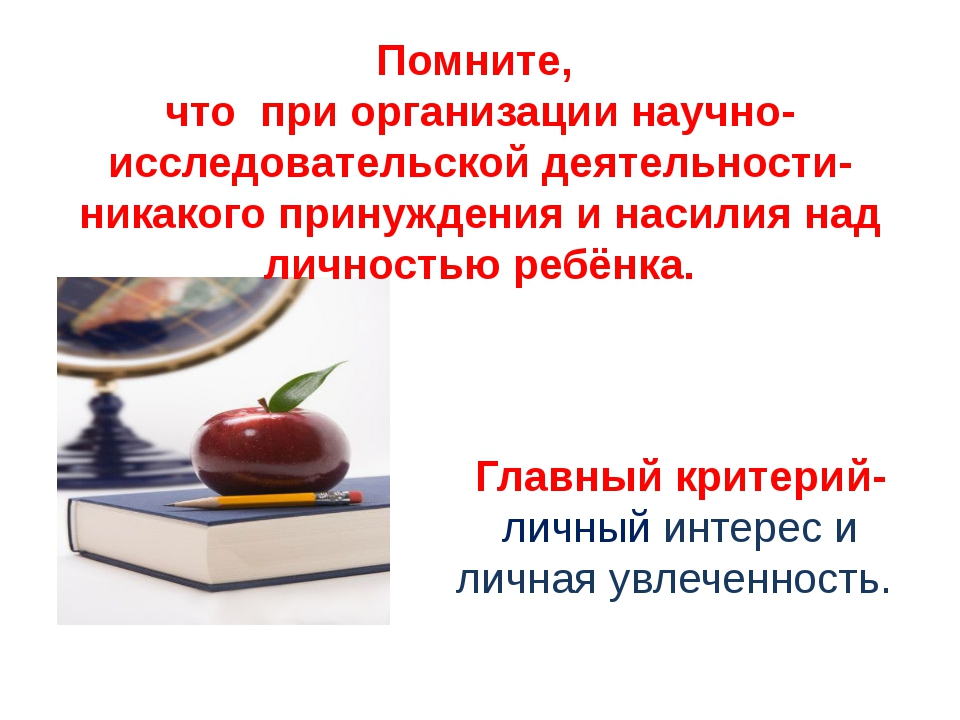 Помните,
что при организации научно-
исследовательской деятельности-
никакого принуждения и насилия над
личностью ребёнка.
Главный критерий-
личный интерес и
личная увлеченность.